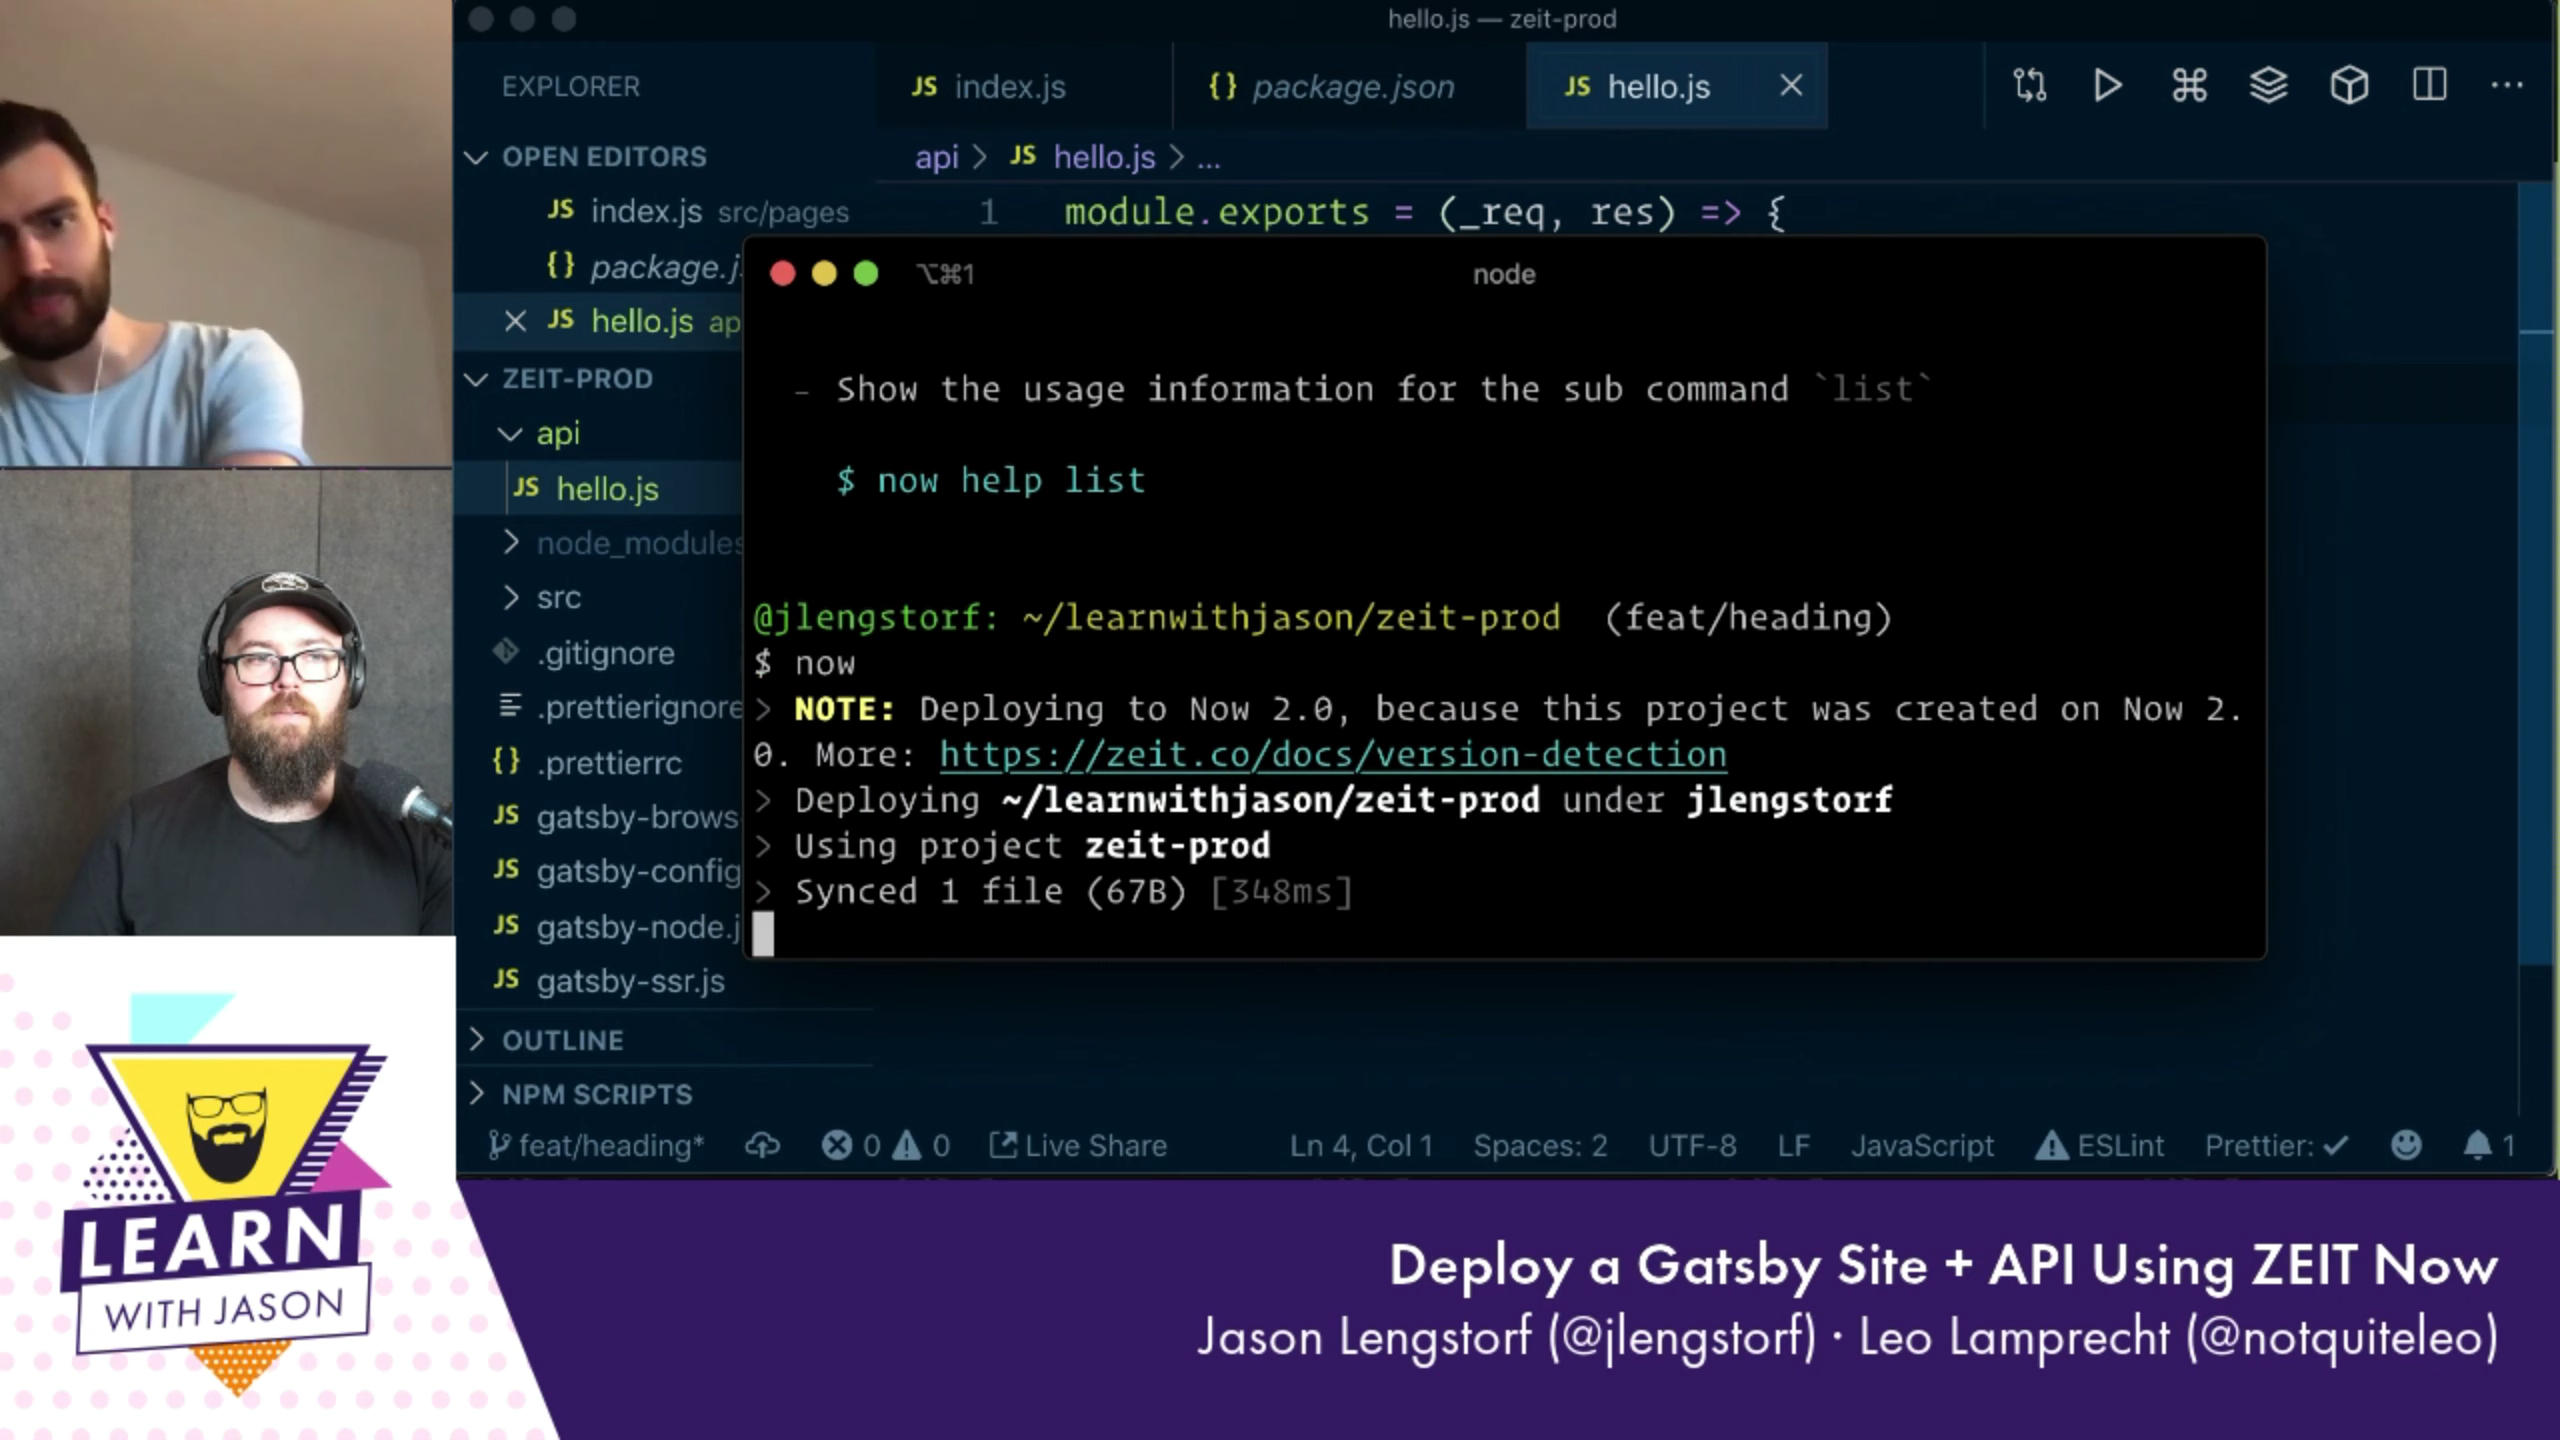 hello.js — zeit-prod
EXPLORER
JS index.js
{} package.json
JS hello.js
OPEN EDITORS
JS index.js src/pages
{} package.j
JS hello.js ap
ZEIT-PROD
api
JS hello.js
node_modules
src
.gitignore
.prettierignore
{} .prettierrc
JS gatsby-brows
JS gatsby-config
JS gatsby-node.j
JS gatsby-ssr.js
OUTLINE
NPM SCRIPTS
api > JS hello.js > ...
1 module.exports = (_req, res) => {
⌥⌘1
node
- Show the usage information for the sub command `list`
$ now help list
@jlengstorf: ~/learnwithjason/zeit-prod (feat/heading)
$ now
> NOTE: Deploying to Now 2.0, because this project was created on Now 2.
0. More: https://zeit.co/docs/version-detection
> Deploying ~/learnwithjason/zeit-prod under jlengstorf
> Using project zeit-prod
> Synced 1 file (67B) [348ms]
feat/heading* 0 0 Live Share Ln 4, Col 1 Spaces: 2 UTF-8 LF JavaScript ESLint Prettier: ✓ 1
LEARN
WITH JASON
Deploy a Gatsby Site + API Using ZEIT Now
Jason Lengstorf (@jlengstorf) · Leo Lamprecht (@notquiteleo)